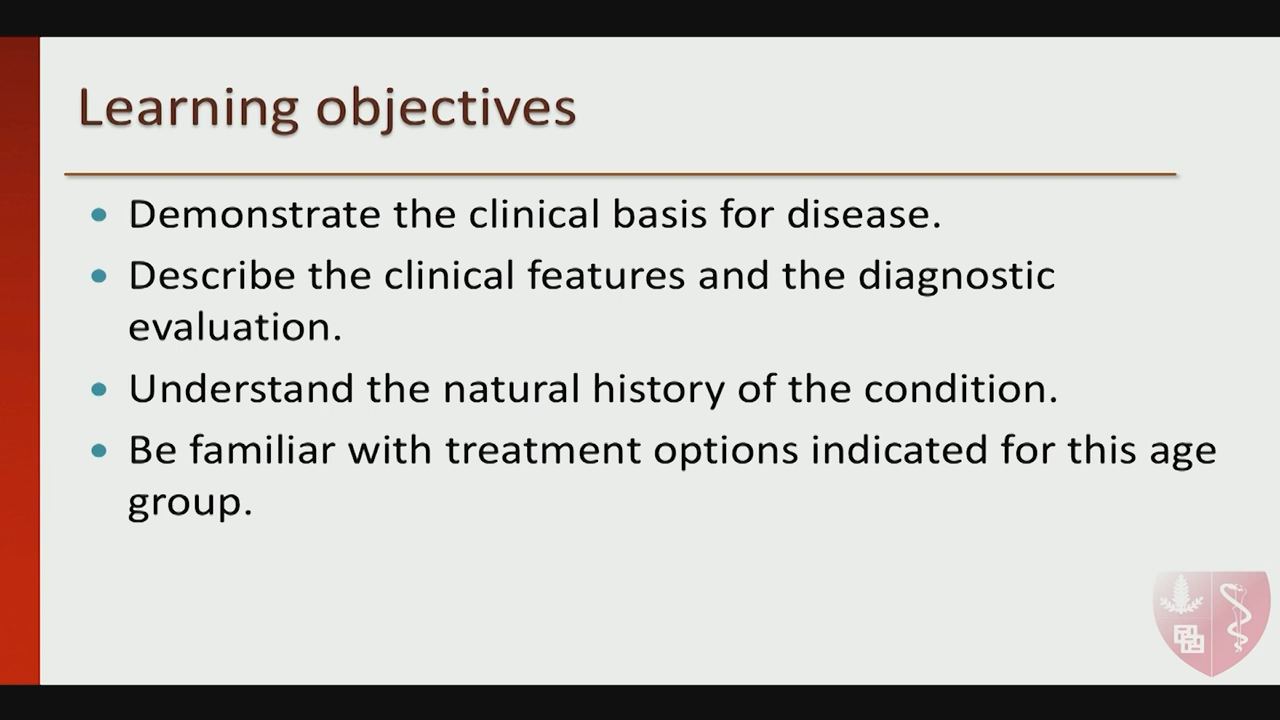 Learning objectives
• Demonstrate the clinical basis for disease.
• Describe the clinical features and the diagnostic
evaluation.
• Understand the natural history of the condition.
• Be familiar with treatment options indicated for this age
group.